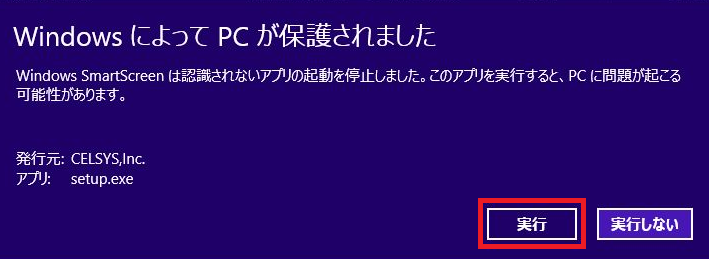 Windows によって PC が保護されました
Windows SmartScreen は認識されないアプリの起動を停止しました。このアプリを実行すると、PC に問題が起こる
可能性があります。
発行元: CELSYS,Inc.
アプリ: setup.exe
実行 実行しない